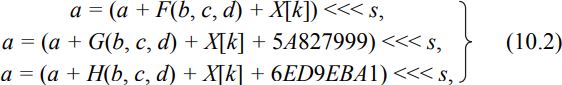 a = (a + F(b, c, d) + X[k]) <<< s,
a = (a + G(b, c, d) + X[k] + 5A827999) <<< s, (10.2)
a = (a + H(b, c, d) + X[k] + 6ED9EBA1) <<< s,